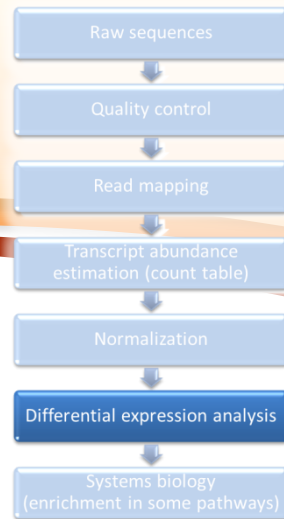 Raw sequences
Quality control
Read mapping
Transcript abundance
estimation (count table)
Normalization
Differential expression analysis
Systems biology
(enrichment in some pathways)